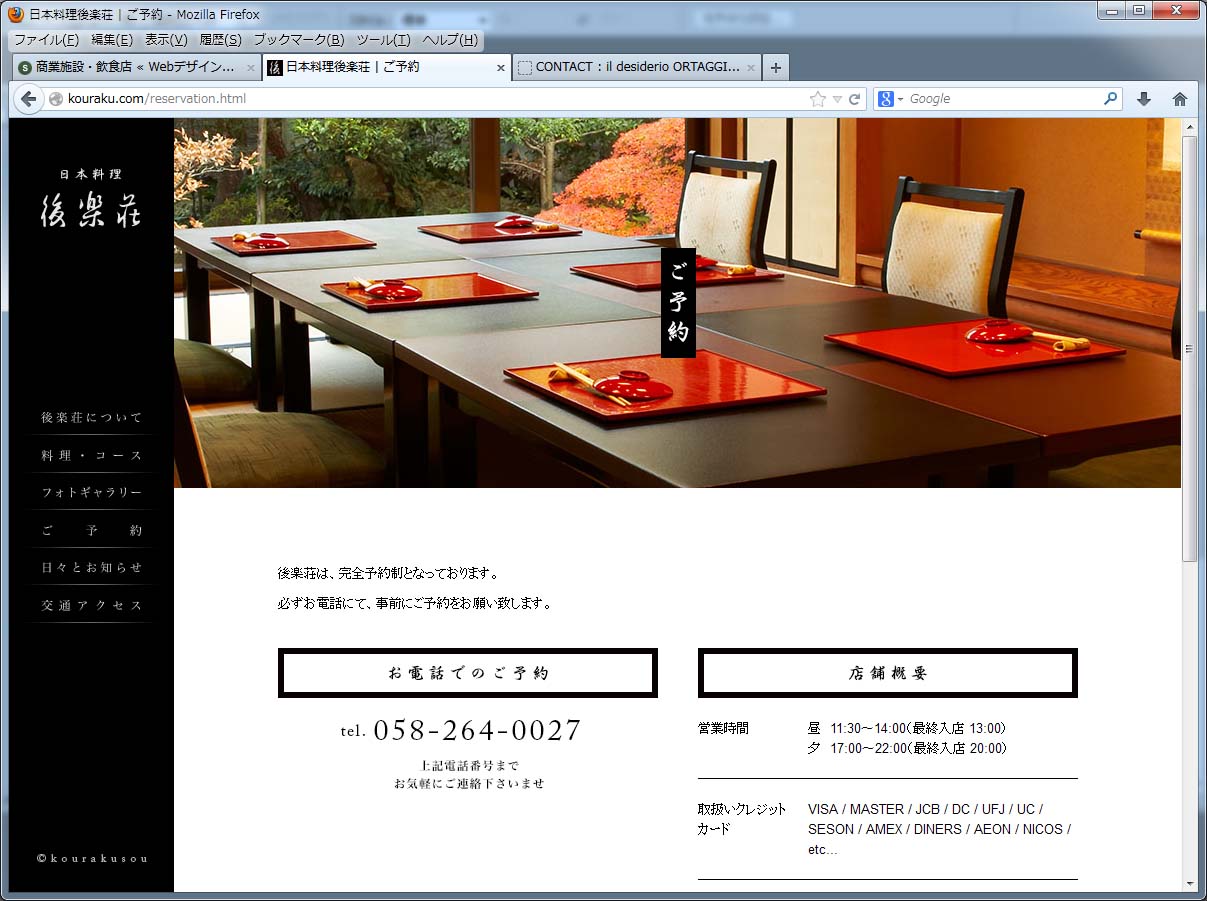 日本料理後楽荘 | ご予約 - Mozilla Firefox
ファイル(F) 編集(E) 表示(V) 履歴(S) ブックマーク(B) ツール(T) ヘルプ(H)
商業施設・飲食店 « Webデザイン...
日本料理後楽荘 | ご予約
CONTACT : il desiderio ORTAGGI...
kouraku.com/reservation.html
Google
日本料理
後楽荘
後楽荘について
料理・コース
フォトギャラリー
ご予約
日々とお知らせ
交通アクセス
©kourakusou
ご予約
後楽荘は、完全予約制となっております。
必ずお電話にて、事前にご予約をお願い致します。
お電話でのご予約
tel. 058-264-0027
上記電話番号まで
お気軽にご連絡下さいませ
店舗概要
営業時間
昼 11:30～14:00(最終入店 13:00)
夕 17:00～22:00(最終入店 20:00)
取扱いクレジット
カード
VISA / MASTER / JCB / DC / UFJ / UC /
SESON / AMEX / DINERS / AEON / NICOS /
etc...